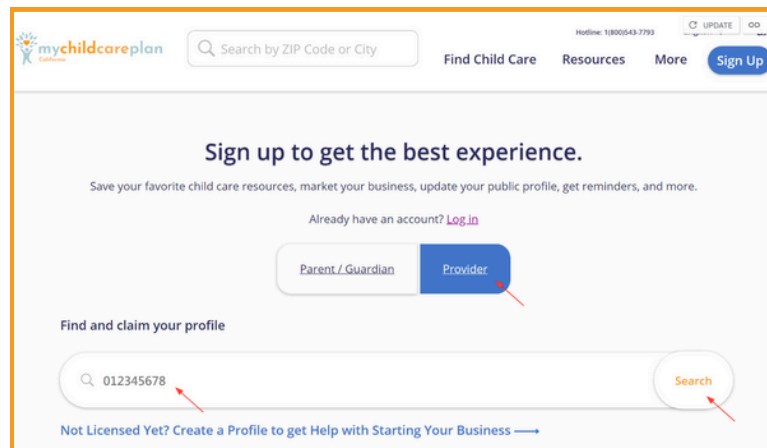 Hotline: 1(800)543-7793
UPDATE
mychildcareplan
California
Search by ZIP Code or City
Find Child Care
Resources
More
Sign Up
Sign up to get the best experience.
Save your favorite child care resources, market your business, update your public profile, get reminders, and more.
Already have an account? Log in
Parent / Guardian
Provider
Find and claim your profile
012345678
Search
Not Licensed Yet? Create a Profile to get Help with Starting Your Business